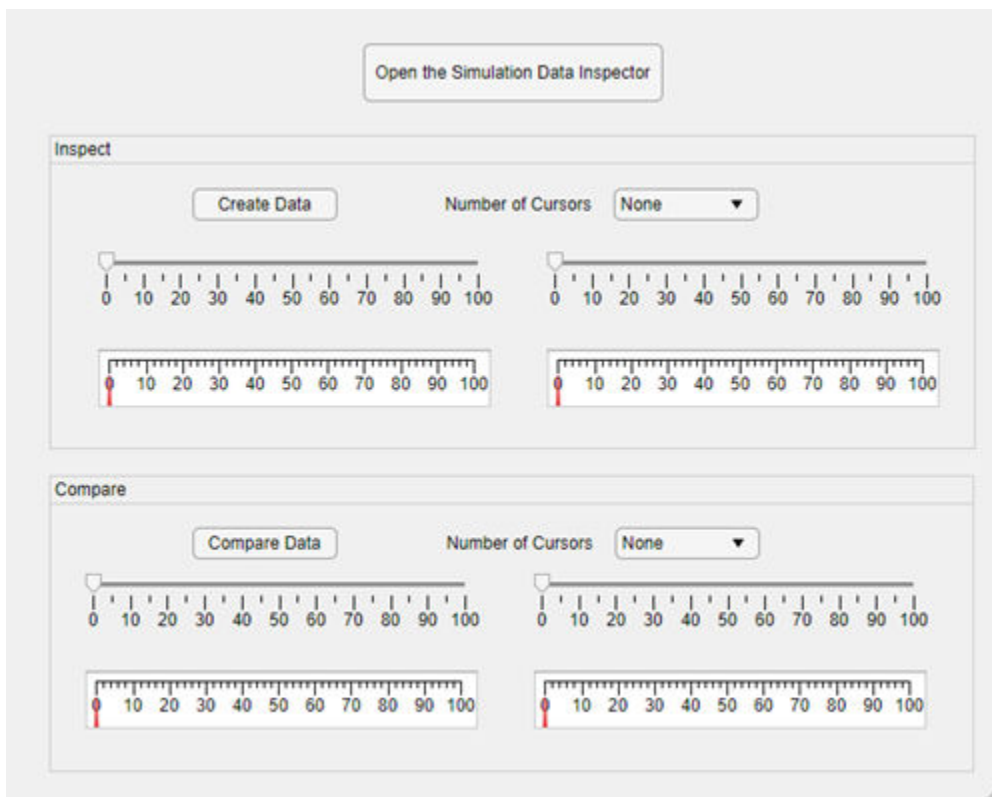 Open the Simulation Data Inspector
Inspect
Create Data Number of Cursors None
0 10 20 30 40 50 60 70 80 90 100 0 10 20 30 40 50 60 70 80 90 100
0 10 20 30 40 50 60 70 80 90 100 0 10 20 30 40 50 60 70 80 90 100
Compare
Compare Data Number of Cursors None
0 10 20 30 40 50 60 70 80 90 100 0 10 20 30 40 50 60 70 80 90 100
0 10 20 30 40 50 60 70 80 90 100 0 10 20 30 40 50 60 70 80 90 100